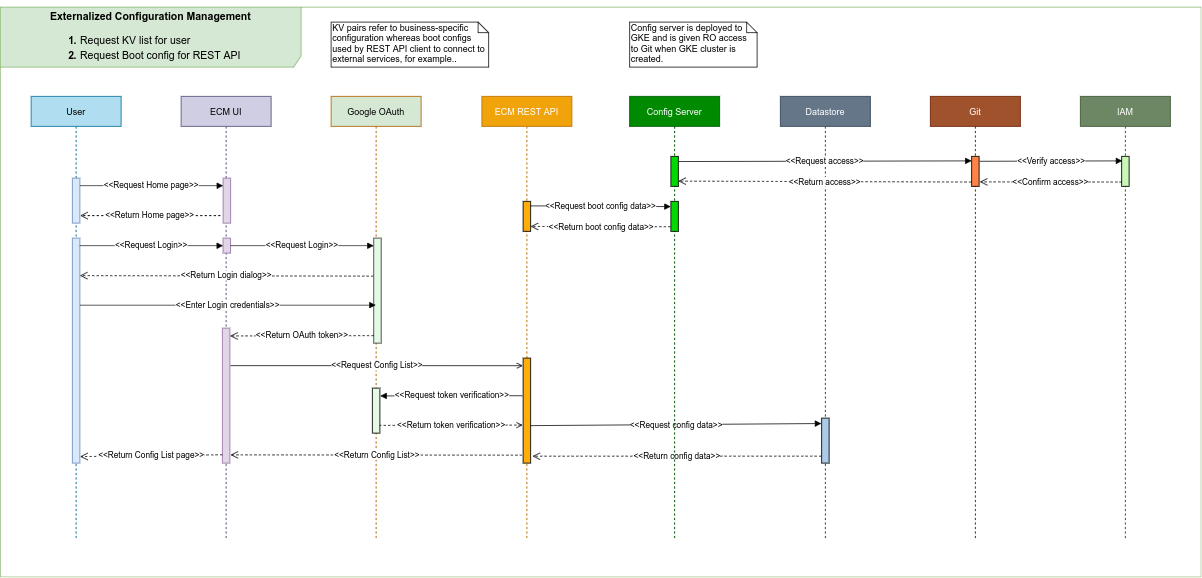 Externalized Configuration Management
1. Request KV list for user
2. Request Boot config for REST API
KV pairs refer to business-specific
configuration whereas boot configs
used by REST API client to connect to
external services, for example..
Config server is deployed to
GKE and is given RO access
to Git when GKE cluster is
created.
User
ECM UI
Google OAuth
ECM REST API
Config Server
Datastore
Git
IAM
<<Request access>>
<<Verify access>>
<<Return access>>
<<Confirm access>>
<<Request Home page>>
<<Request boot config data>>
<<Return Home page>>
<<Return boot config data>>
<<Request Login>>
<<Request Login>>
<<Return Login dialog>>
<<Enter Login credentials>>
<<Return OAuth token>>
<<Request Config List>>
<<Request token verification>>
<<Return token verification>>
<<Request config data>>
<<Return Config List page>>
<<Return Config List>>
<<Return config data>>